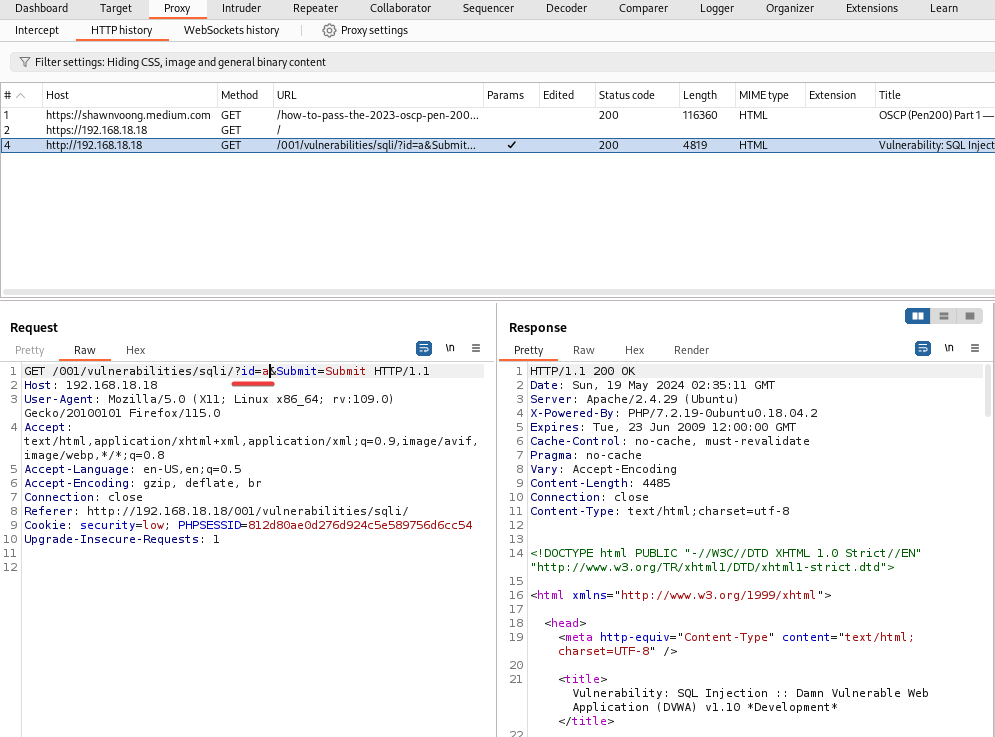 Dashboard Target Proxy Intruder Repeater Collaborator Sequencer Decoder Comparer Logger Organizer Extensions Learn
Intercept HTTP history WebSockets history Proxy settings
Filter settings: Hiding CSS, image and general binary content
# Host Method URL Params Edited Status code Length MIME type Extension Title
1 https://shawnvoong.medium.com GET /how-to-pass-the-2023-oscp-pen-200... 200 116360 HTML OSCP (Pen200) Part 1 —
2 https://192.168.18.18 GET /
4 http://192.168.18.18 GET /001/vulnerabilities/sqli/?id=a&Submit... ✓ 200 4819 HTML Vulnerability: SQL Inject
Request
Pretty Raw Hex \n
1 GET /001/vulnerabilities/sqli/?id=a&Submit=Submit HTTP/1.1
2 Host: 192.168.18.18
3 User-Agent: Mozilla/5.0 (X11; Linux x86_64; rv:109.0)
Gecko/20100101 Firefox/115.0
4 Accept:
text/html,application/xhtml+xml,application/xml;q=0.9,image/avif,
image/webp,*/*;q=0.8
5 Accept-Language: en-US,en;q=0.5
6 Accept-Encoding: gzip, deflate, br
7 Connection: close
8 Referer: http://192.168.18.18/001/vulnerabilities/sqli/
9 Cookie: security=low; PHPSESSID=812d80ae0d276d924c5e589756d6cc54
10 Upgrade-Insecure-Requests: 1
11
12
Response
Pretty Raw Hex Render \n
1 HTTP/1.1 200 OK
2 Date: Sun, 19 May 2024 02:35:11 GMT
3 Server: Apache/2.4.29 (Ubuntu)
4 X-Powered-By: PHP/7.2.19-0ubuntu0.18.04.2
5 Expires: Tue, 23 Jun 2009 12:00:00 GMT
6 Cache-Control: no-cache, must-revalidate
7 Pragma: no-cache
8 Vary: Accept-Encoding
9 Content-Length: 4485
10 Connection: close
11 Content-Type: text/html;charset=utf-8
12
13
14 <!DOCTYPE html PUBLIC "-//W3C//DTD XHTML 1.0 Strict//EN"
"http://www.w3.org/TR/xhtml1/DTD/xhtml1-strict.dtd">
15
16 <html xmlns="http://www.w3.org/1999/xhtml">
17
18 <head>
19 <meta http-equiv="Content-Type" content="text/html;
charset=UTF-8" />
20
21 <title>
Vulnerability: SQL Injection :: Damn Vulnerable Web
Application (DVWA) v1.10 *Development*
</title>
22